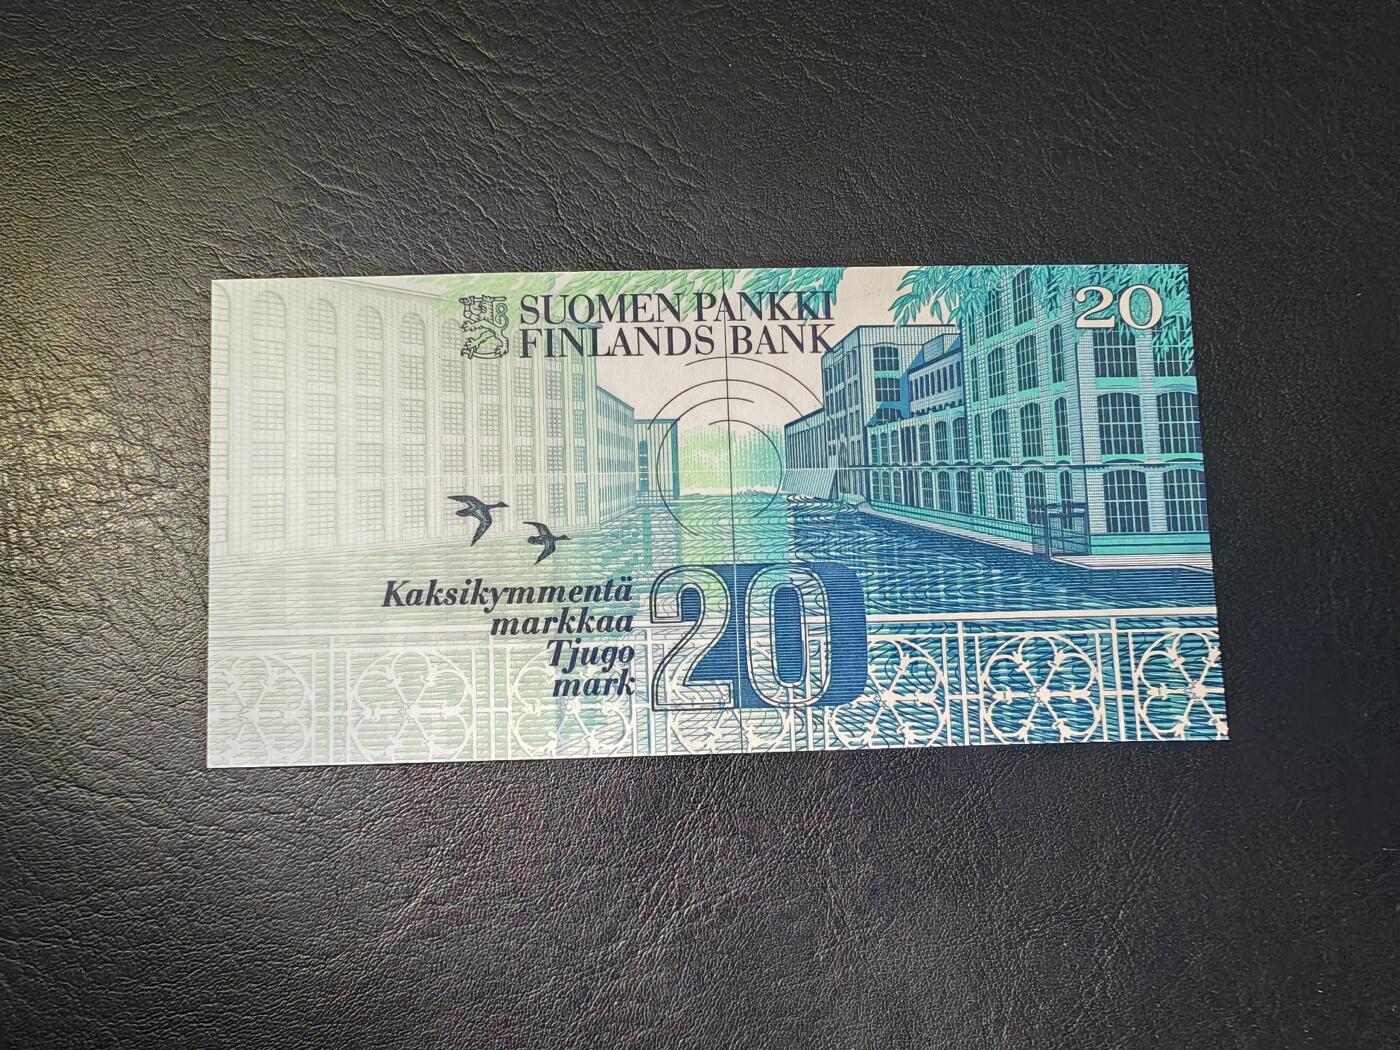 SUOMEN PANKKI
FINLANDS BANK
20
Kaksikymmentä
markkaa
Tjugo
mark
20